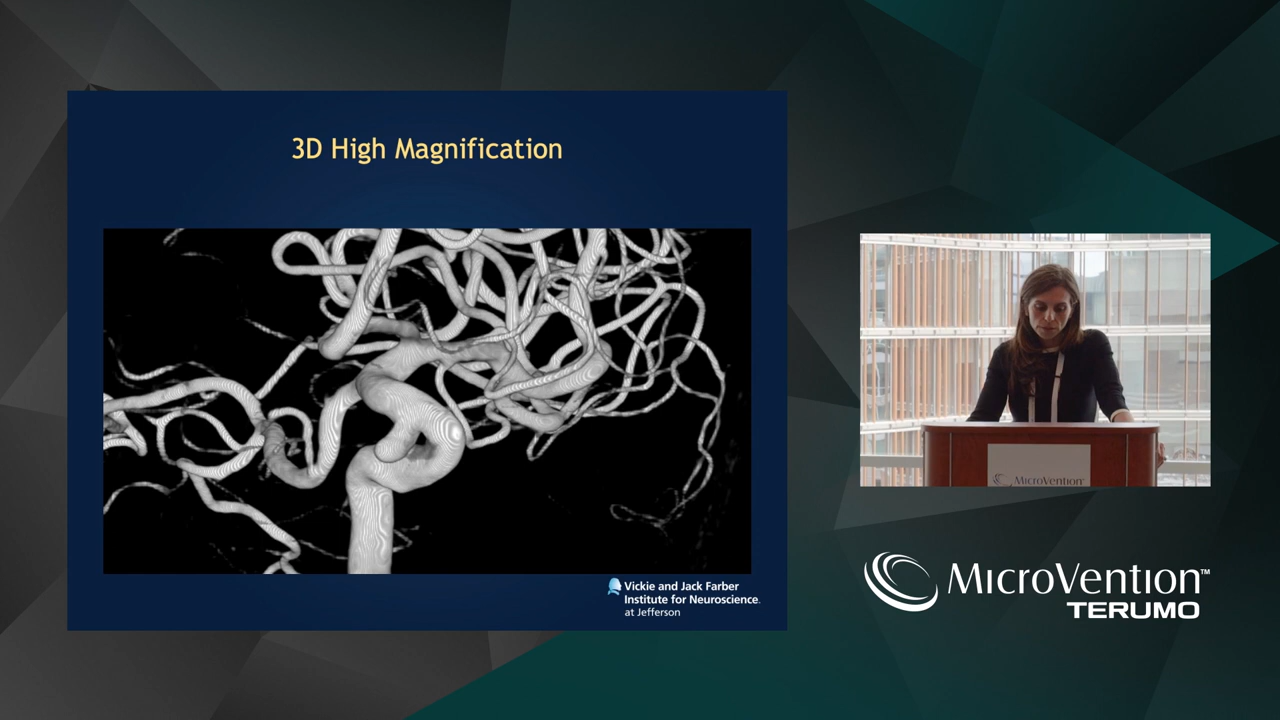 3D High Magnification
Vickie and Jack Farber
Institute for Neuroscience.
at Jefferson
MicroVention
MicroVention™
TERUMO